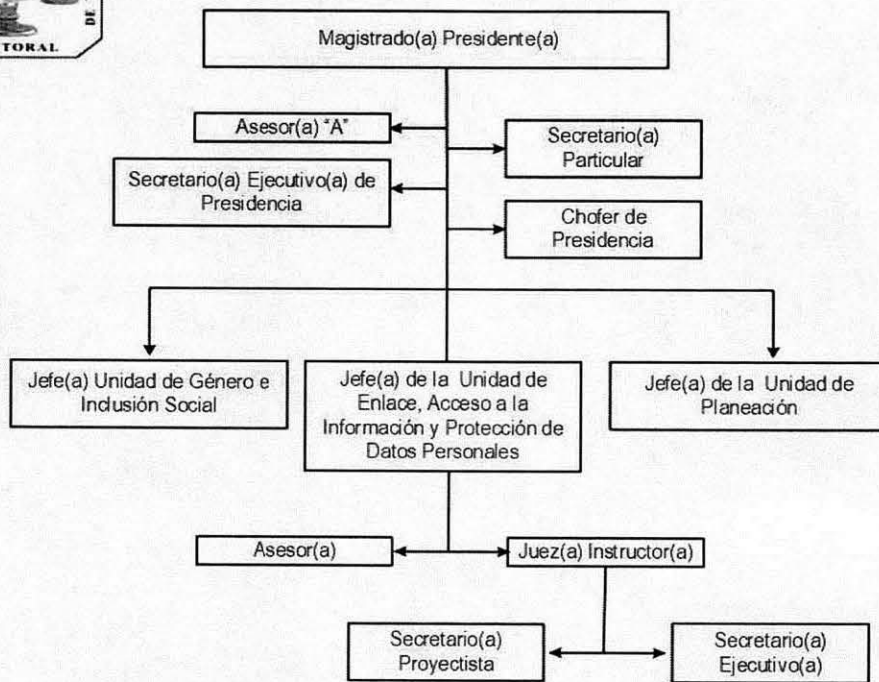 TORAL
DE
Magistrado(a) Presidente(a)
Asesor(a) "A"
Secretario(a)
Particular
Secretario(a) Ejecutivo(a) de
Presidencia
Chofer de
Presidencia
Jefe(a) Unidad de Género e
Inclusión Social
Jefe(a) de la Unidad de
Enlace, Acceso a la
Información y Protección de
Datos Personales
Jefe(a) de la Unidad de
Planeación
Asesor(a)
Juez(a) Instructor(a)
Secretario(a)
Proyectista
Secretario(a)
Ejecutivo(a)